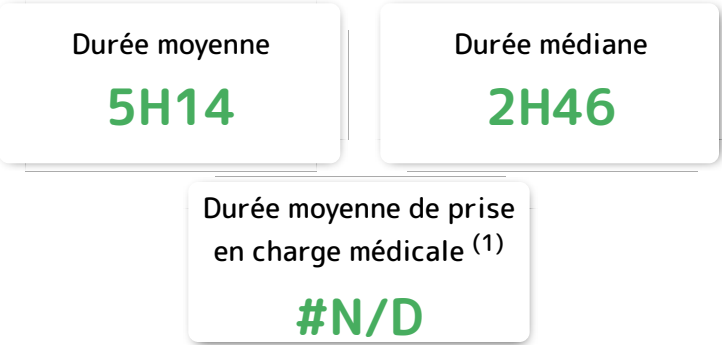 Durée moyenne
5H14
Durée médiane
2H46
Durée moyenne de prise
en charge médicale (1)
#N/D